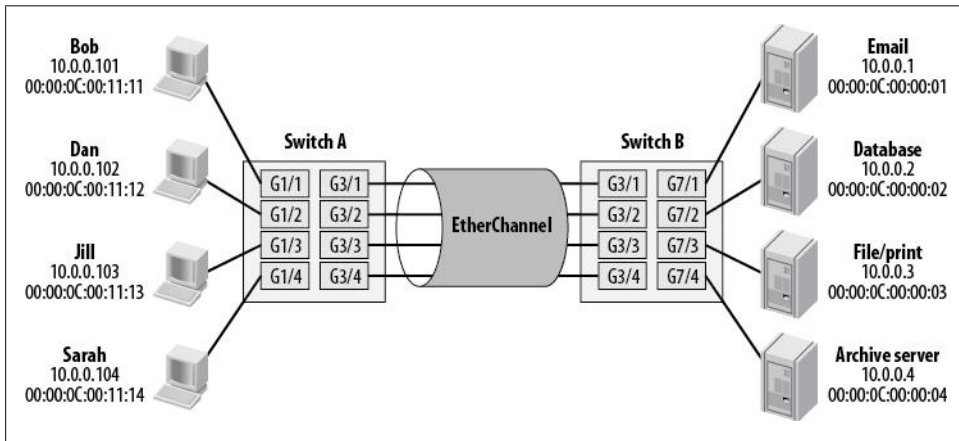 Bob
10.0.0.101
00:00:0C:00:11:11
Dan
10.0.0.102
00:00:0C:00:11:12
Jill
10.0.0.103
00:00:0C:00:11:13
Sarah
10.0.0.104
00:00:0C:00:11:14
Switch A
G1/1 G3/1
G1/2 G3/2
G1/3 G3/3
G1/4 G3/4
EtherChannel
Switch B
G3/1 G7/1
G3/2 G7/2
G3/3 G7/3
G3/4 G7/4
Email
10.0.0.1
00:00:0C:00:00:01
Database
10.0.0.2
00:00:0C:00:00:02
File/print
10.0.0.3
00:00:0C:00:00:03
Archive server
10.0.0.4
00:00:0C:00:00:04